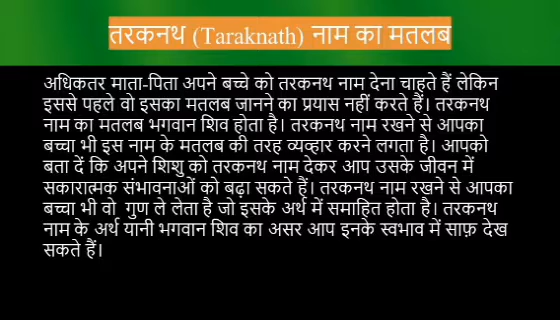 तरकनथ (Taraknath) नाम का मतलब
अधिकतर माता-पिता अपने बच्चे को तरकनथ नाम देना चाहते हैं लेकिन
इससे पहले वो इसका मतलब जानने का प्रयास नहीं करते हैं। तरकनथ
नाम का मतलब भगवान शिव होता है। तरकनथ नाम रखने से आपका
बच्चा भी इस नाम के मतलब की तरह व्यव्हार करने लगता है। आपको
बता दें कि अपने शिशु को तरकनथ नाम देकर आप उसके जीवन में
सकारात्मक संभावनाओं को बढ़ा सकते हैं। तरकनथ नाम रखने से आपका
बच्चा भी वो गुण ले लेता है जो इसके अर्थ में समाहित होता है। तरकनथ
नाम के अर्थ यानी भगवान शिव का असर आप इनके स्वभाव में साफ़ देख
सकते हैं।